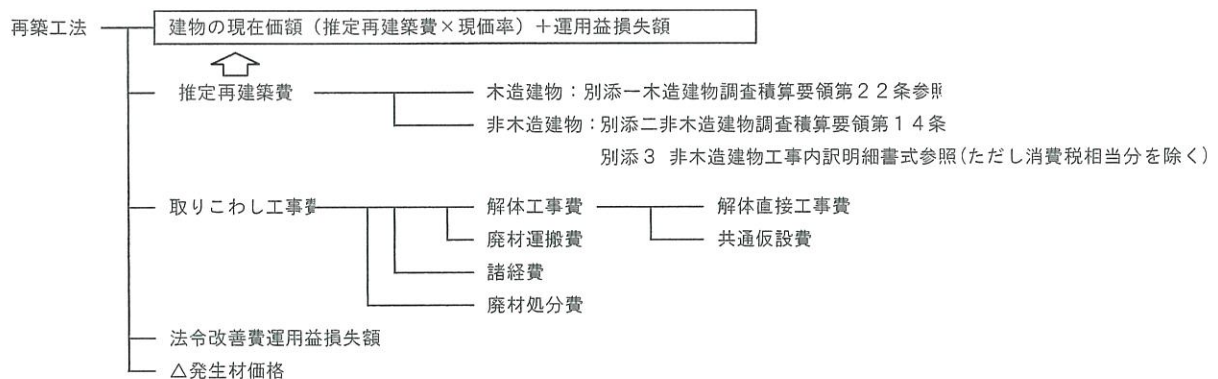 再築工法 建物の現在価額（推定再建築費×現価率）＋運用益損失額
推定再建築費 木造建物：別添一木造建物調査積算要領第２２条参照
非木造建物：別添二非木造建物調査積算要領第１４条
別添３ 非木造建物工事内訳明細書式参照(ただし消費税相当分を除く)
取りこわし工事費 解体工事費 解体直接工事費
廃材運搬費 共通仮設費
諸経費
廃材処分費
法令改善費運用益損失額
△発生材価格